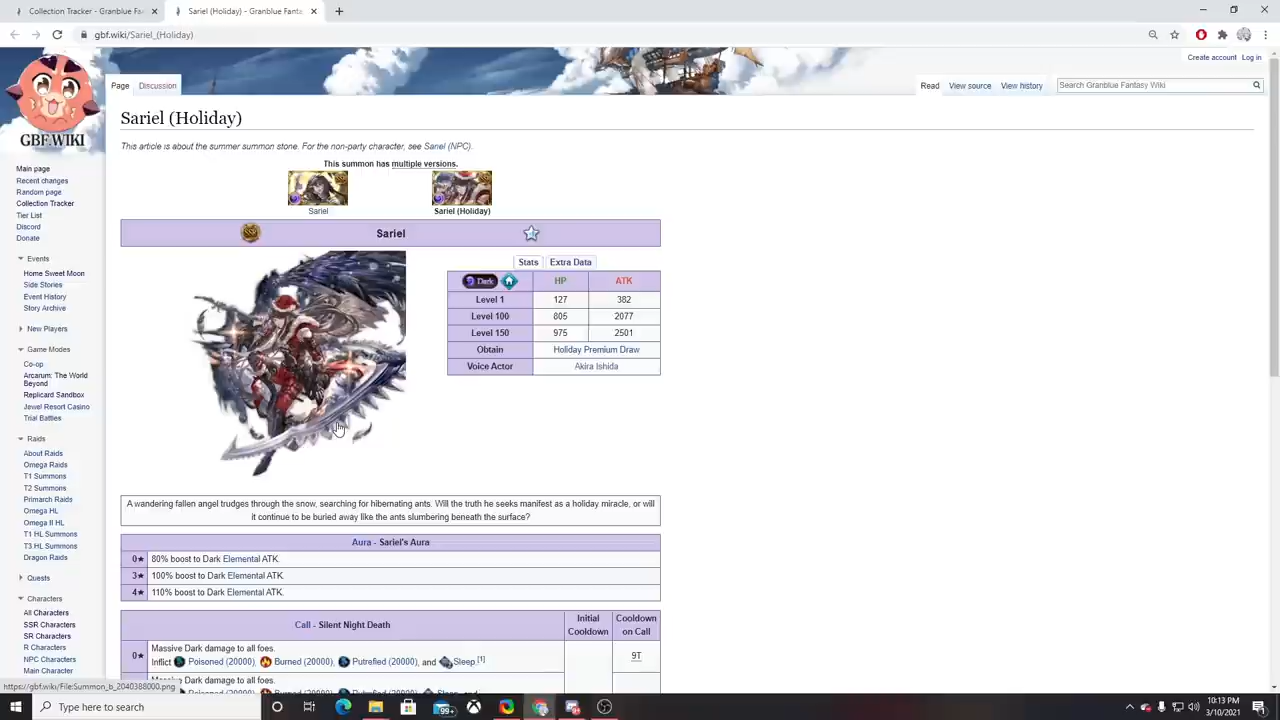 Collection Tracker - Granblue Fa
Sariel (Holiday) - Granblue Fanta
gbf.wiki/Sariel_(Holiday)
Create account Log in
Page Discussion Read View source View history Search Granblue Fantasy Wiki
GBF.WIKI
Sariel (Holiday)
This article is about the summer summon stone. For the non-party character, see Sariel (NPC).
This summon has multiple versions.
Sariel Sariel (Holiday)
Sariel
Main page
Recent changes
Random page
Collection Tracker
Tier List
Discord
Donate
Events
Home Sweet Moon
Side Stories
Event History
Story Archive
New Players
Game Modes
Co-op
Arcarum: The World
Beyond
Replicard Sandbox
Jewel Resort Casino
Trial Battles
Raids
About Raids
Omega Raids
T1 Summons
T2 Summons
Primarch Raids
Omega HL
Omega II HL
T1 HL Summons
T3 HL Summons
Dragon Raids
Quests
Characters
All Characters
SSR Characters
SR Characters
R Characters
NPC Characters
Main Character
Stats Extra Data
Dark HP ATK
Level 1 127 382
Level 100 805 2077
Level 150 975 2501
Obtain Holiday Premium Draw
Voice Actor Akira Ishida
A wandering fallen angel trudges through the snow, searching for hibernating ants. Will the truth he seeks manifest as a holiday miracle, or will
it continue to be buried away like the ants slumbering beneath the surface?
Aura - Sariel's Aura
0★ 80% boost to Dark Elemental ATK.
3★ 100% boost to Dark Elemental ATK.
4★ 110% boost to Dark Elemental ATK.
Call - Silent Night Death
Initial
Cooldown
Cooldown
on Call
0★ Massive Dark damage to all foes.
Inflict Poisoned (20000), Burned (20000), Putrefied (20000), and Sleep.[1]
9T
Massive Dark damage to all foes.
https://gbf.wiki/File:Summon_b_2040388000.png
Type here to search
99+
10:13 PM
3/10/2021